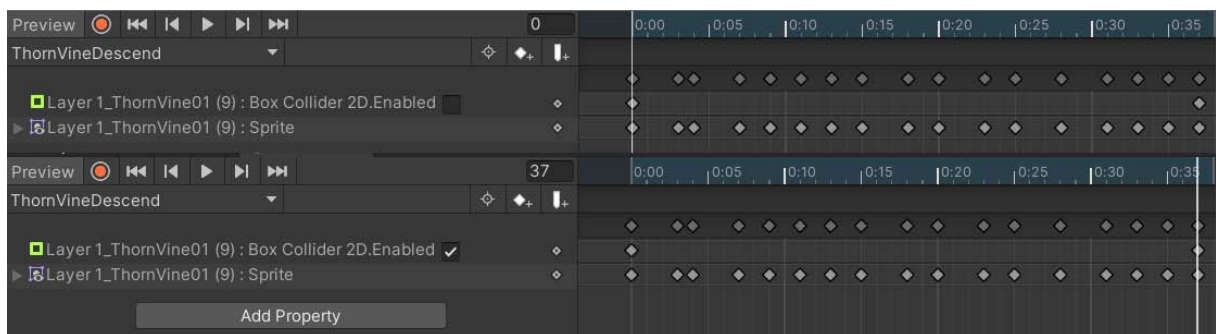 Preview 0 0:00 0:05 0:10 0:15 0:20 0:25 0:30 0:35
ThornVineDescend
Layer 1_ThornVine01 (9) : Box Collider 2D.Enabled
Layer 1_ThornVine01 (9) : Sprite
Preview 37 0:00 0:05 0:10 0:15 0:20 0:25 0:30 0:35
ThornVineDescend
Layer 1_ThornVine01 (9) : Box Collider 2D.Enabled
Layer 1_ThornVine01 (9) : Sprite
Add Property